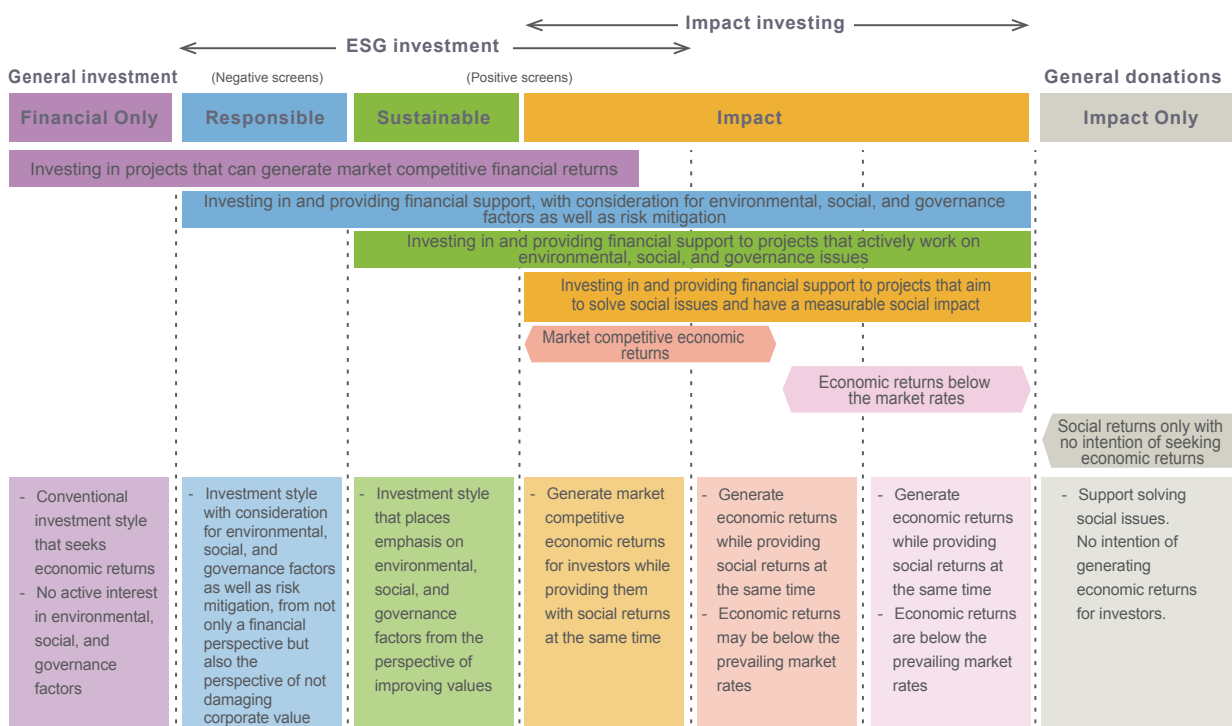 Impact investing
ESG investment
General investment
(Negative screens)
(Positive screens)
General donations
Financial Only
Responsible
Sustainable
Impact
Impact Only
Investing in projects that can generate market competitive financial returns
Investing in and providing financial support, with consideration for environmental, social, and governance
factors as well as risk mitigation
Investing in and providing financial support to projects that actively work on
environmental, social, and governance issues
Investing in and providing financial support to projects that aim
to solve social issues and have a measurable social impact
Market competitive economic
returns
Economic returns below
the market rates
Social returns only with
no intention of seeking
economic returns
- Conventional
investment style
that seeks
economic returns
- No active interest
in environmental,
social, and
governance
factors
- Investment style
with consideration
for environmental,
social, and
governance factors
as well as risk
mitigation, from not
only a financial
perspective but
also the
perspective of not
damaging
corporate value
- Investment style
that places
emphasis on
environmental,
social, and
governance
factors from the
perspective of
improving values
- Generate market
competitive
economic returns
for investors while
providing them
with social returns
at the same time
- Generate
economic returns
while providing
social returns at
the same time
- Economic returns
may be below the
prevailing market
rates
- Generate
economic returns
while providing
social returns at
the same time
- Economic returns
are below the
prevailing market
rates
- Support solving
social issues.
No intention of
generating
economic returns
for investors.